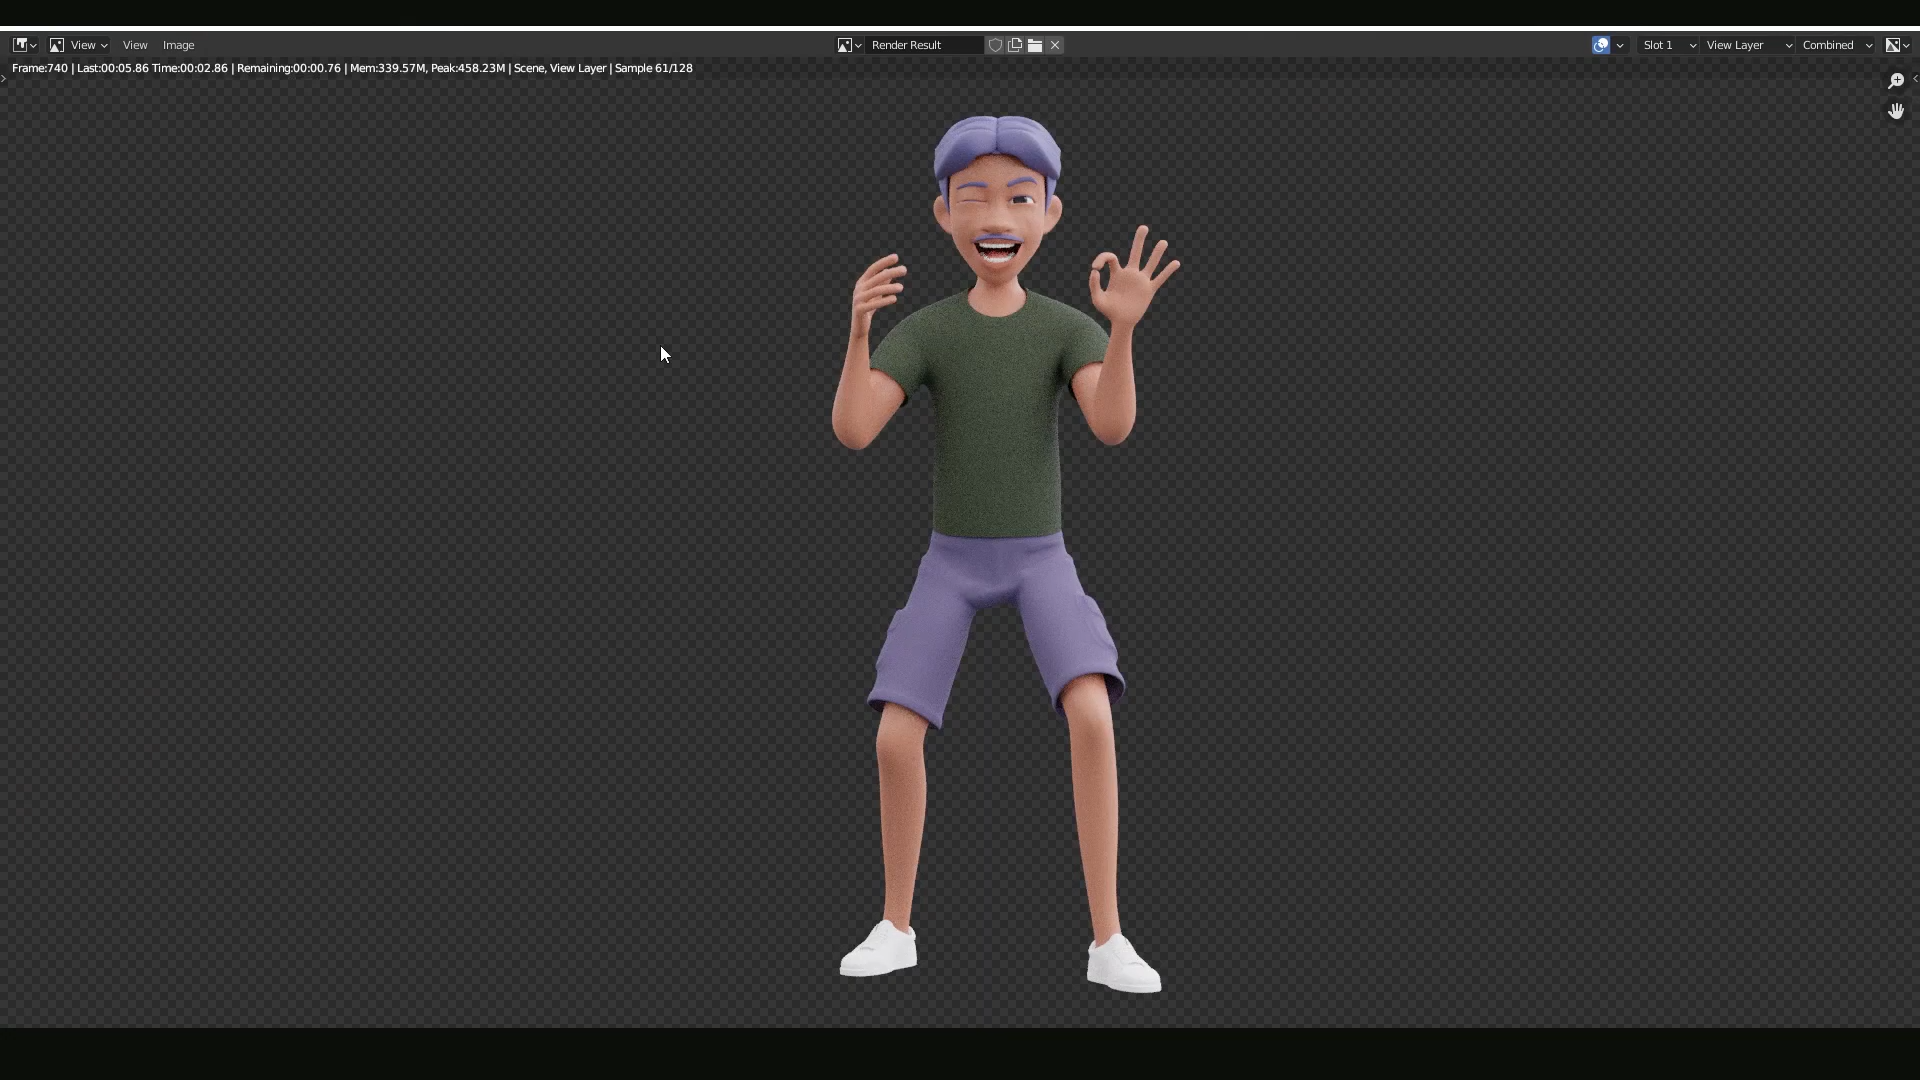 View View Image Render Result Slot 1 View Layer Combined
Frame:740 | Last:00:05.86 Time:00:02.86 | Remaining:00:00.76 | Mem:339.57M, Peak:458.23M | Scene, View Layer | Sample 61/128